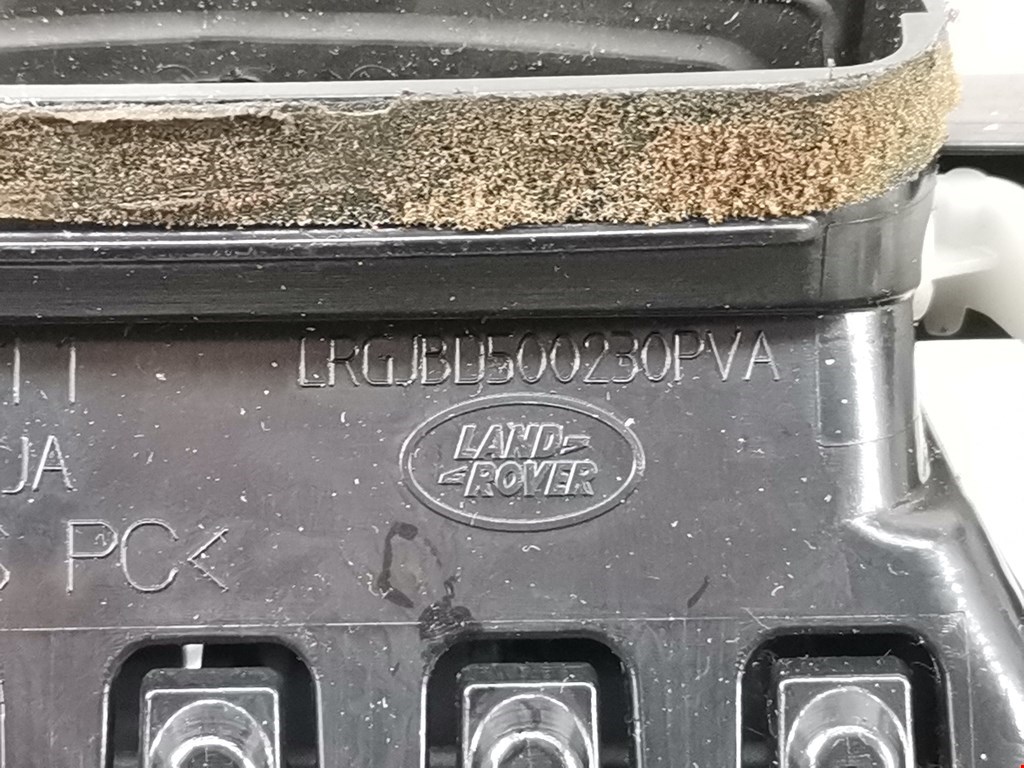 LRGJBD500230PVA
LAND
ROVER
JA
PC<